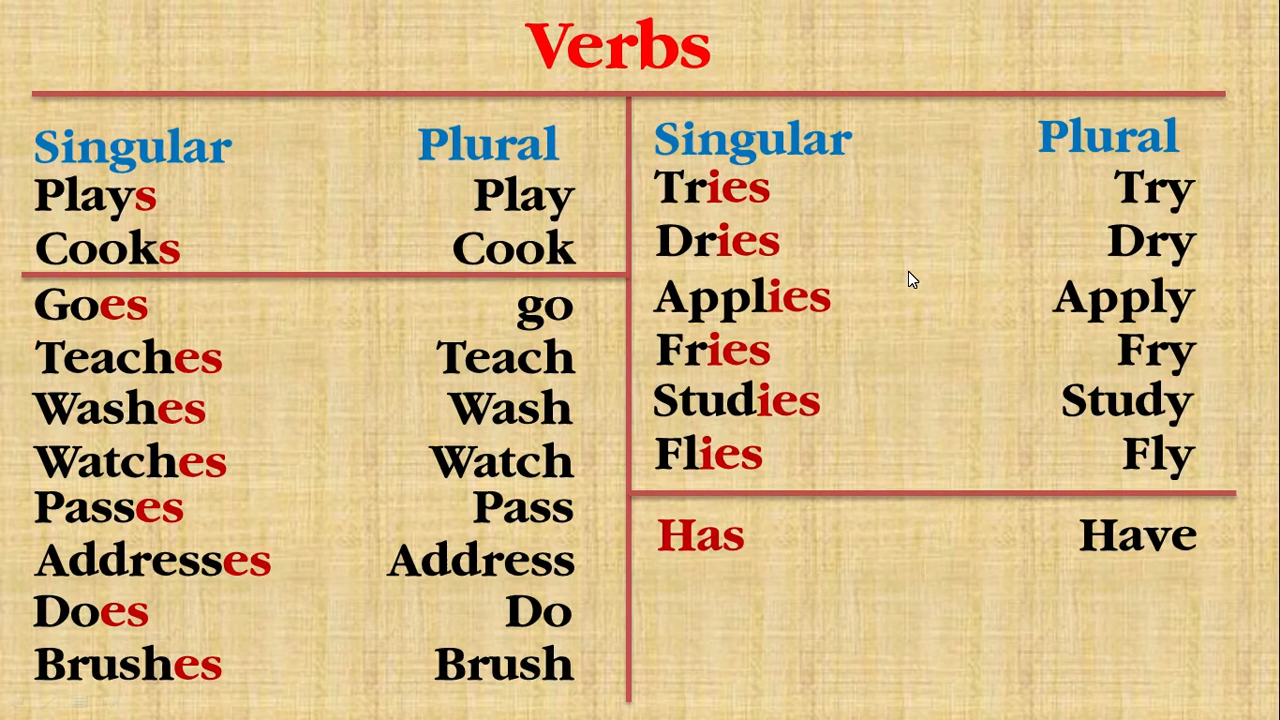 Verbs
Singular Plural
Plays Play
Cooks Cook
Goes go
Teaches Teach
Washes Wash
Watches Watch
Passes Pass
Addresses Address
Does Do
Brushes Brush
Singular Plural
Tries Try
Dries Dry
Applies Apply
Fries Fry
Studies Study
Flies Fly
Has Have